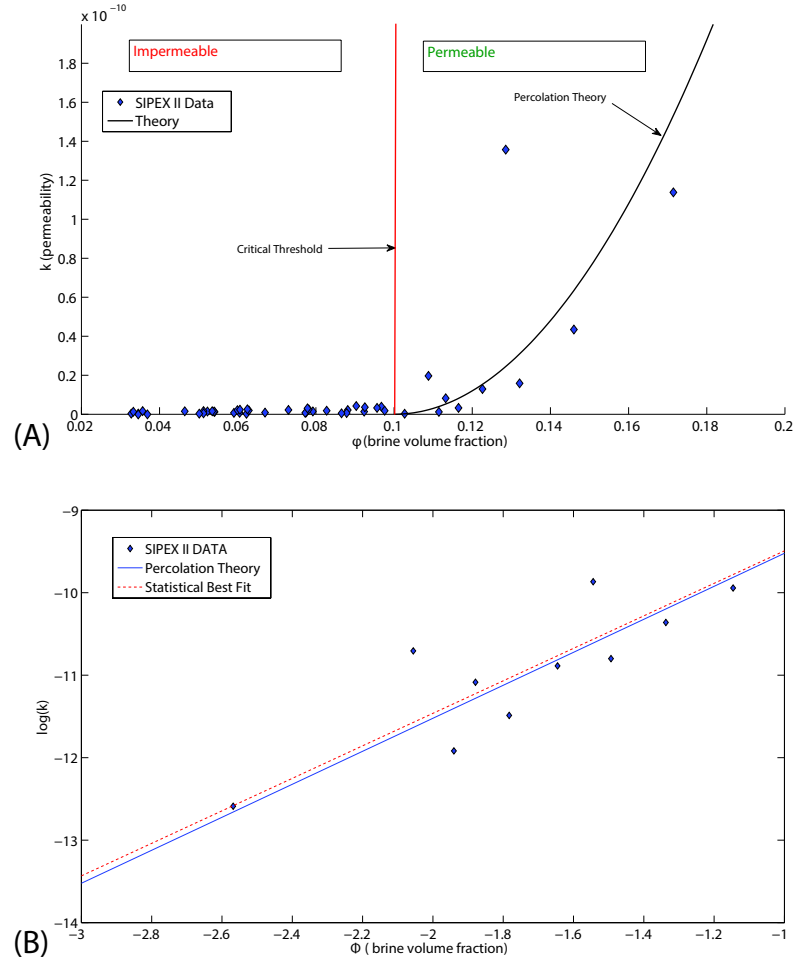 x 10⁻¹⁰
Impermeable
Permeable
SIPEX II Data
Theory
Percolation Theory
Critical Threshold
k (permeability)
1.8
1.6
1.4
1.2
1
0.8
0.6
0.4
0.2
0
0.02 0.04 0.06 0.08 0.1 0.12 0.14 0.16 0.18 0.2
φ(brine volume fraction)
(A)
SIPEX II DATA
Percolation Theory
Statistical Best Fit
log(k)
−9
−10
−11
−12
−13
−14
−3 −2.8 −2.6 −2.4 −2.2 −2 −1.8 −1.6 −1.4 −1.2 −1
Φ ( brine volume fraction)
(B)